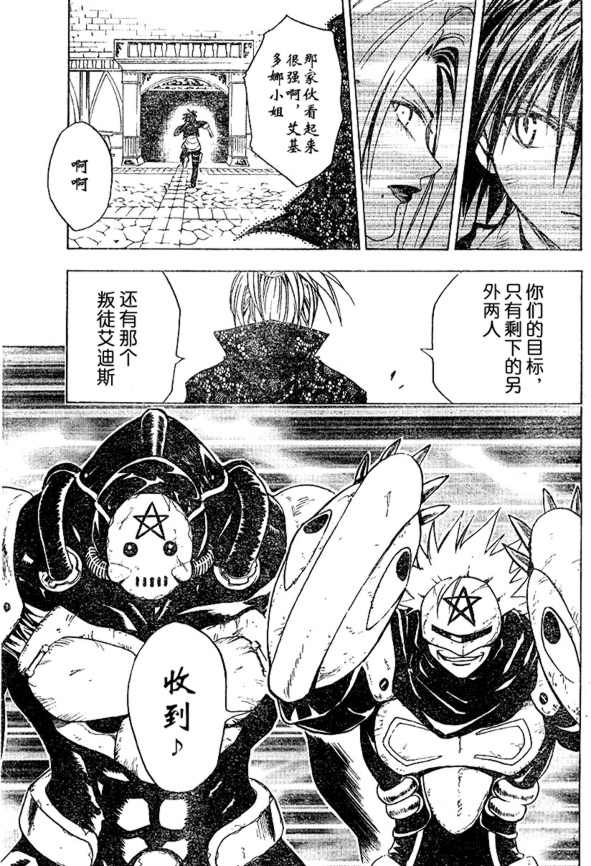 那家伙看起来
很强啊，艾基
多娜小姐
啊
啊
你们的目标，
只有剩下的另
外两人
还有那个
叛徒艾迪斯
收到♪